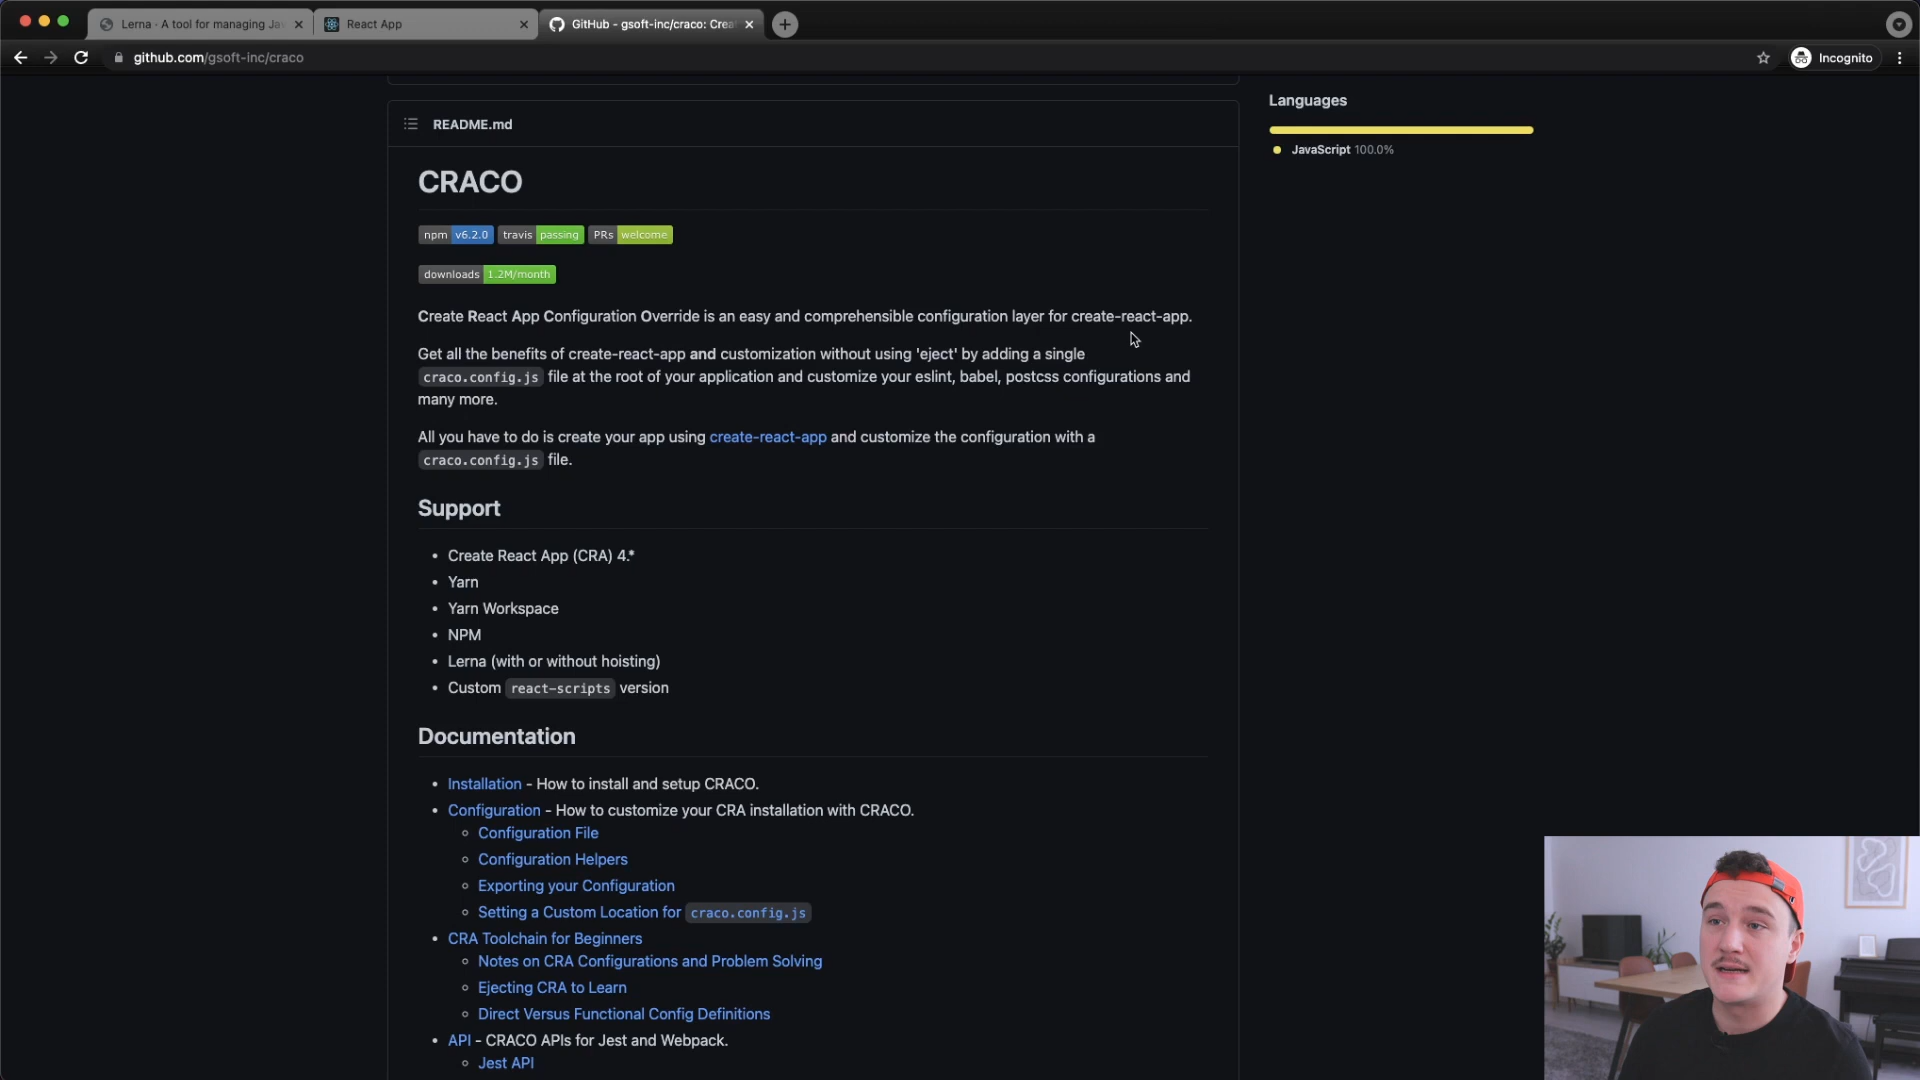 Lerna · A tool for managing Jav
React App
GitHub - gsoft-inc/craco: Crea
github.com/gsoft-inc/craco
Incognito
README.md
CRACO
npm v6.2.0 travis passing PRs welcome
downloads 1.2M/month
Create React App Configuration Override is an easy and comprehensible configuration layer for create-react-app.
Get all the benefits of create-react-app and customization without using 'eject' by adding a single
craco.config.js file at the root of your application and customize your eslint, babel, postcss configurations and
many more.
All you have to do is create your app using create-react-app and customize the configuration with a
craco.config.js file.
Support
• Create React App (CRA) 4.*
• Yarn
• Yarn Workspace
• NPM
• Lerna (with or without hoisting)
• Custom react-scripts version
Documentation
• Installation - How to install and setup CRACO.
• Configuration - How to customize your CRA installation with CRACO.
◦ Configuration File
◦ Configuration Helpers
◦ Exporting your Configuration
◦ Setting a Custom Location for craco.config.js
• CRA Toolchain for Beginners
◦ Notes on CRA Configurations and Problem Solving
◦ Ejecting CRA to Learn
◦ Direct Versus Functional Config Definitions
• API - CRACO APIs for Jest and Webpack.
◦ Jest API
Languages
JavaScript 100.0%